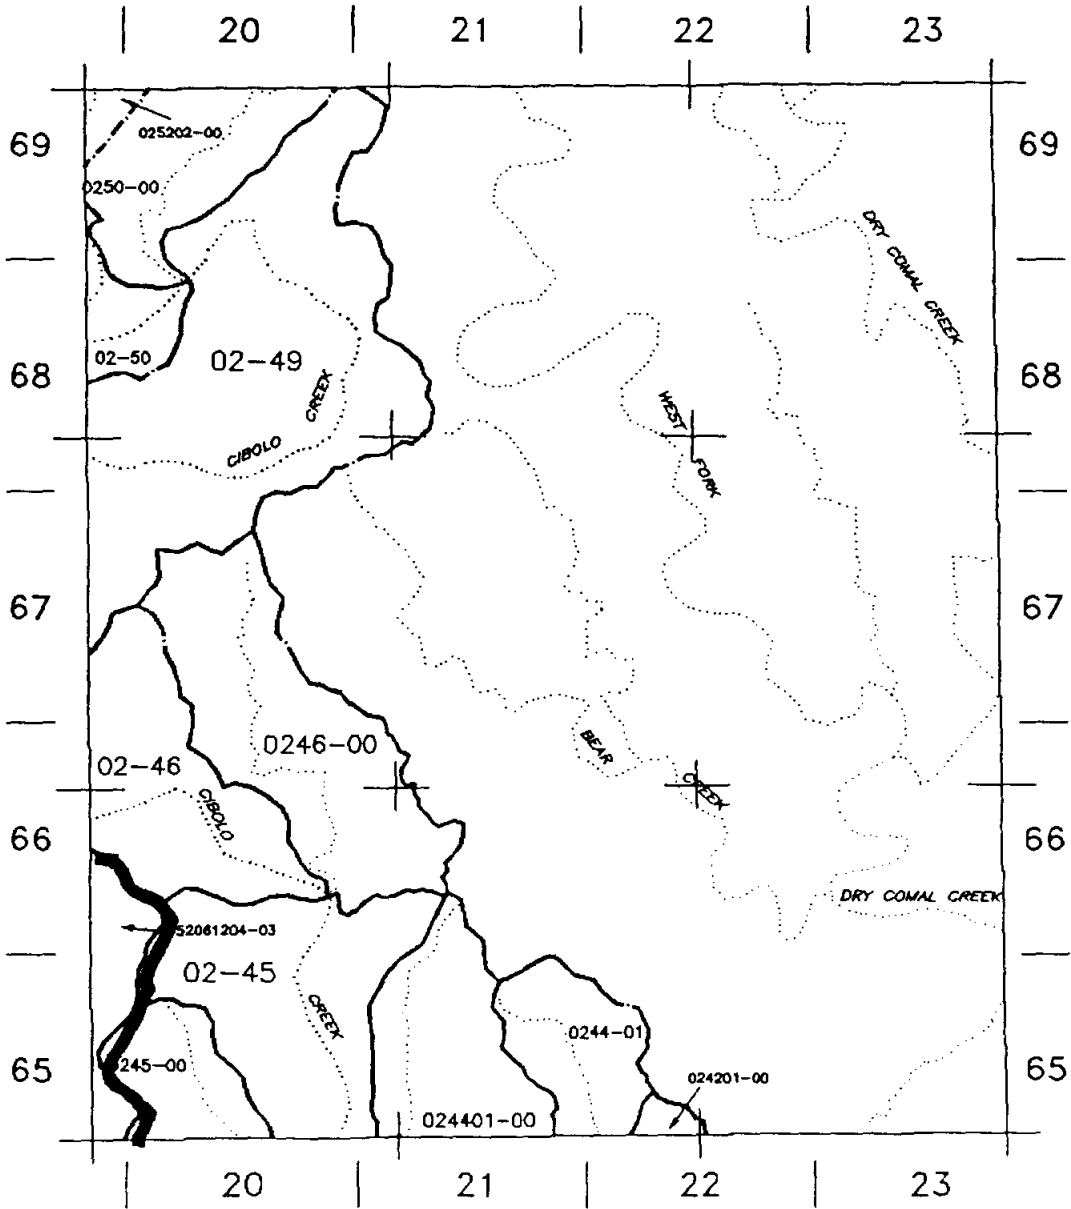 20 21 22 23
69 69
025202-00
0250-00
DRY COMAL CREEK
02-50
02-49
68 68
CREEK
CIBOLO
WEST
FORK
67 67
0246-00
02-46
BEAR
CIBOLO
CREEK
66 66
DRY COMAL CREEK
52061204-03
02-45
CREEK
0244-01
65 65
245-00
024201-00
024401-00
20 21 22 23